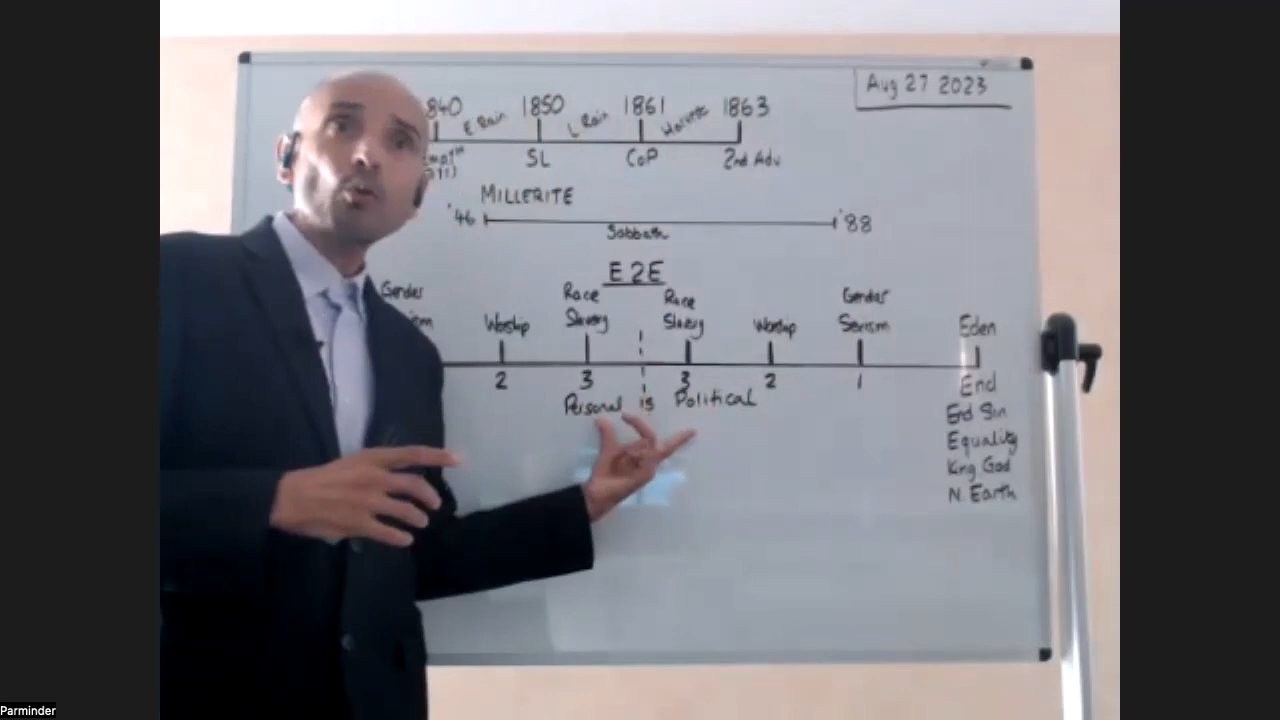 Aug 27 2023
840 1850 1861 1863
E Rain L Rain
SL CoP 2nd Adv
MILLERITE
'46 '88
Sabbath
E2E
Gender Race Race Gender
Worship Slavery Slavery Worship Sexism Eden
2 3 3 2 1 End
Personal is Political
End Sin
Equality
King God
N. Earth
Parminder